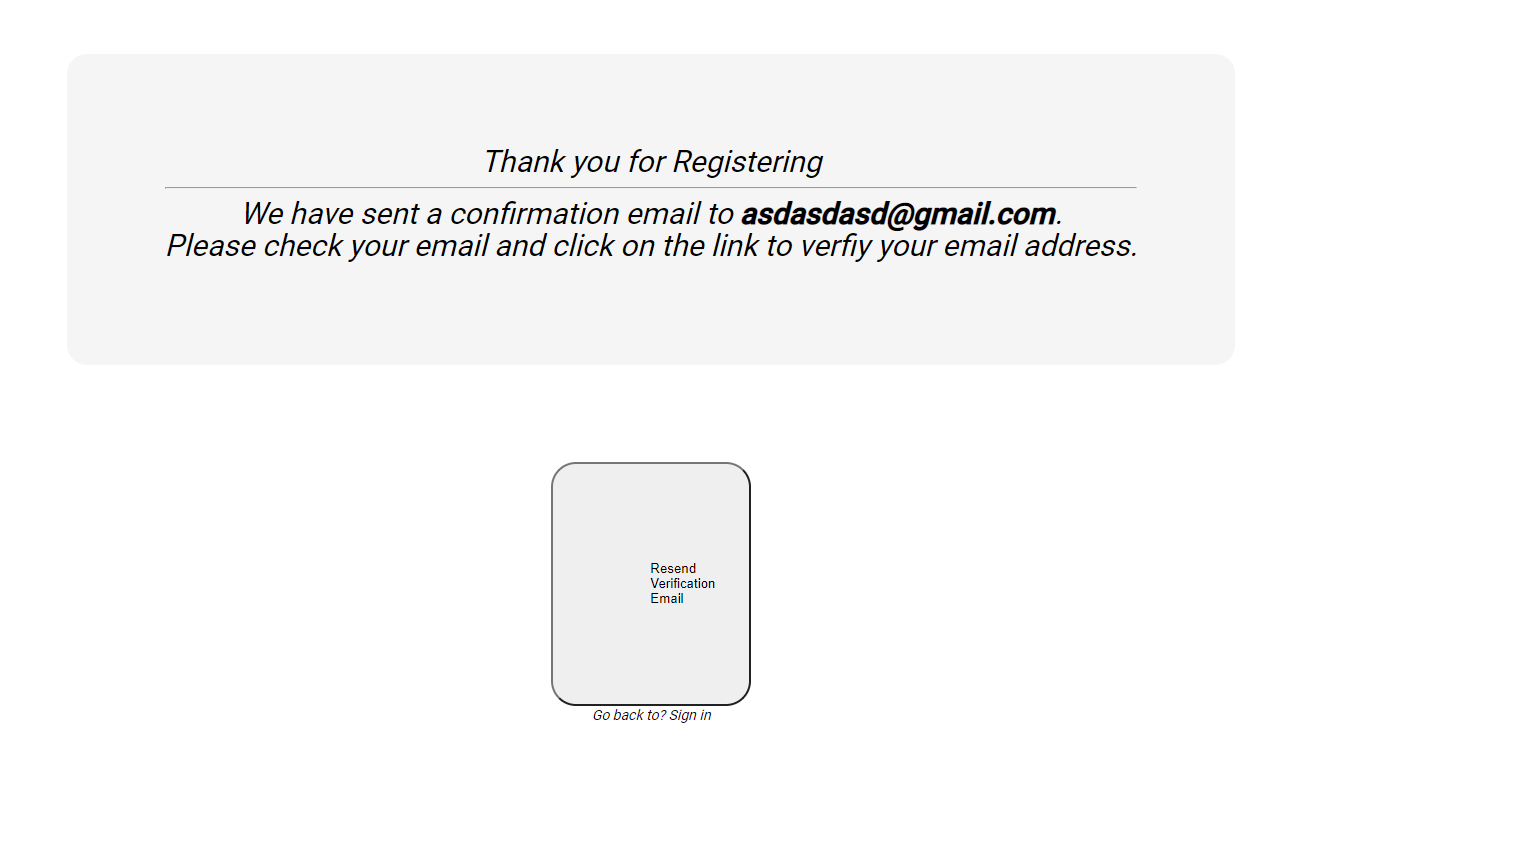 Thank you for Registering
We have sent a confirmation email to asdasdasd@gmail.com.
Please check your email and click on the link to verfiy your email address.
Resend
Verification
Email
Go back to? Sign in